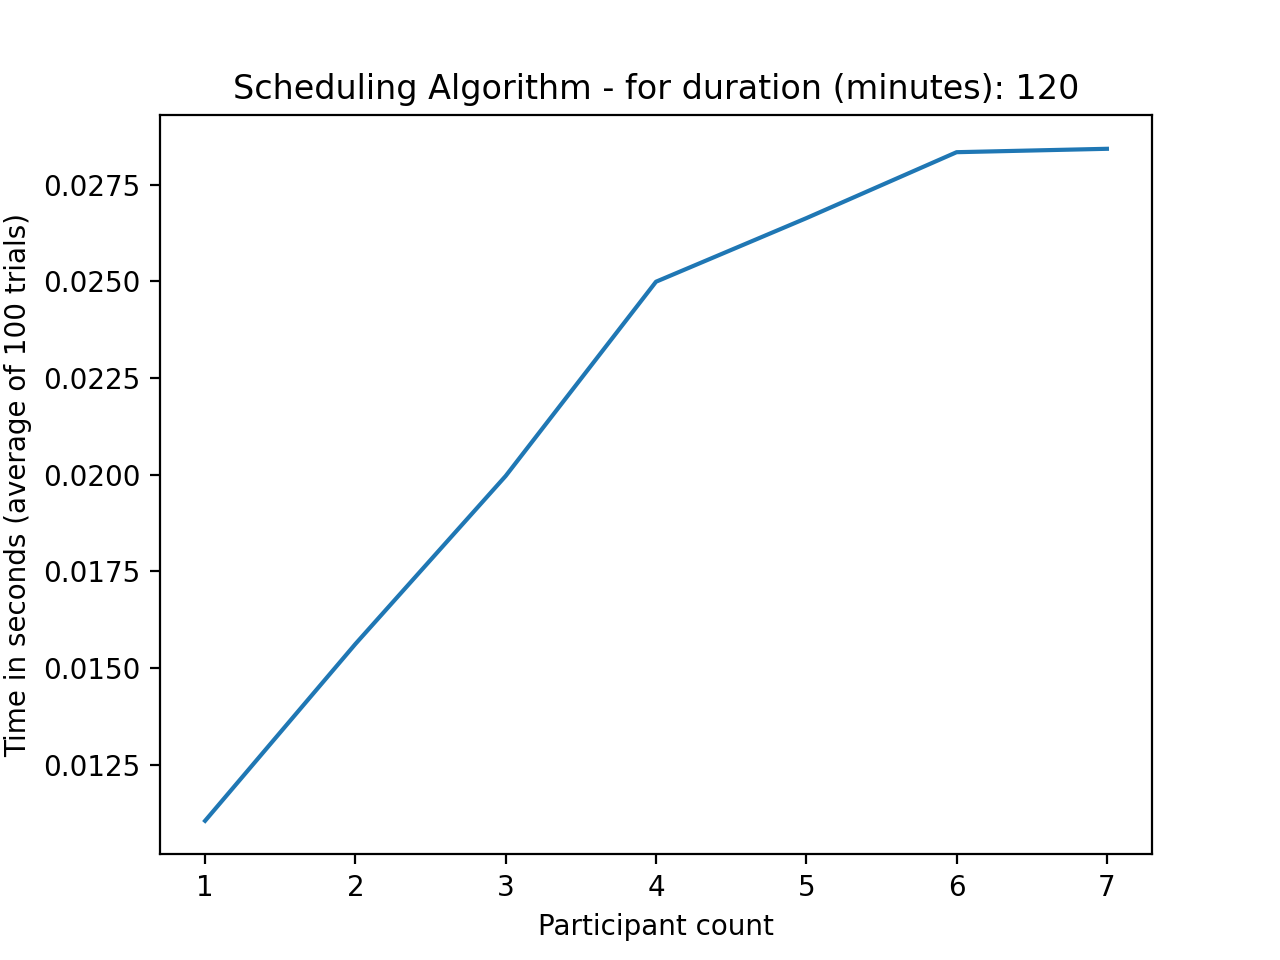 Scheduling Algorithm - for duration (minutes): 120
Time in seconds (average of 100 trials)
0.0275
0.0250
0.0225
0.0200
0.0175
0.0150
0.0125
1 2 3 4 5 6 7
Participant count